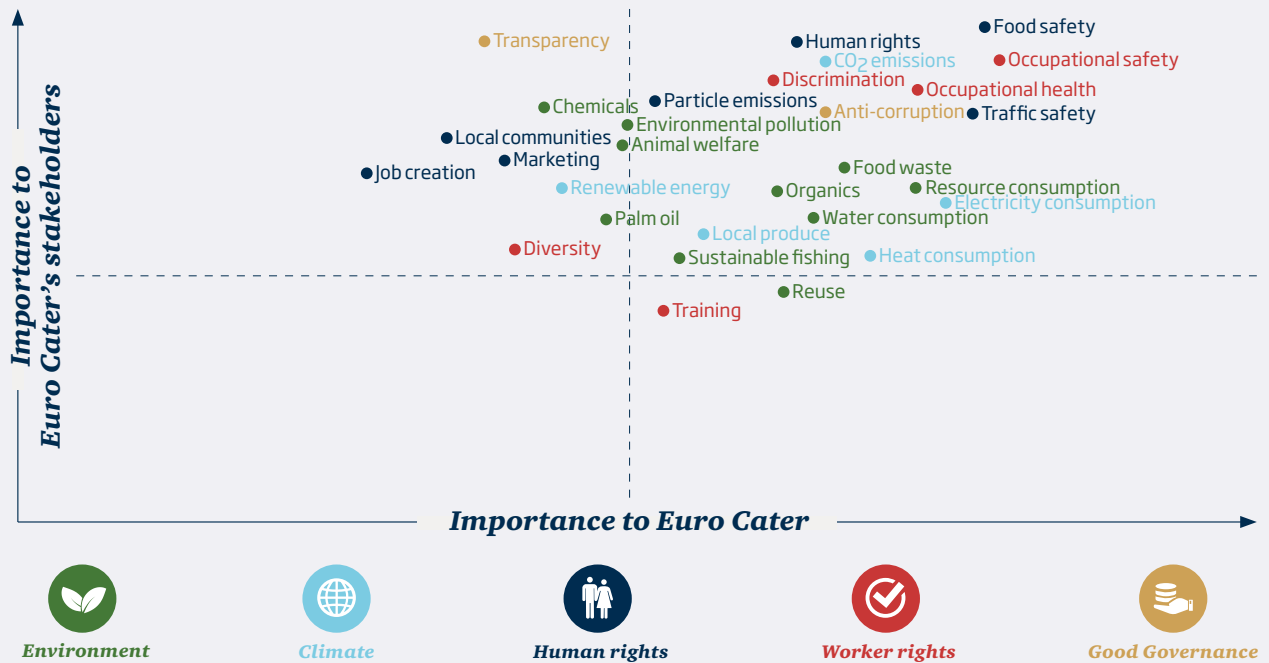 Importance to
Euro Cater's stakeholders
Food safety
Transparency
Human rights
CO2 emissions
Occupational safety
Discrimination
Occupational health
Particle emissions
Chemicals
Anti-corruption
Traffic safety
Environmental pollution
Local communities
Animal welfare
Marketing
Food waste
Job creation
Renewable energy
Organics
Resource consumption
Electricity consumption
Palm oil
Water consumption
Local produce
Diversity
Sustainable fishing
Heat consumption
Reuse
Training
Importance to Euro Cater
Environment
Climate
Human rights
Worker rights
Good Governance